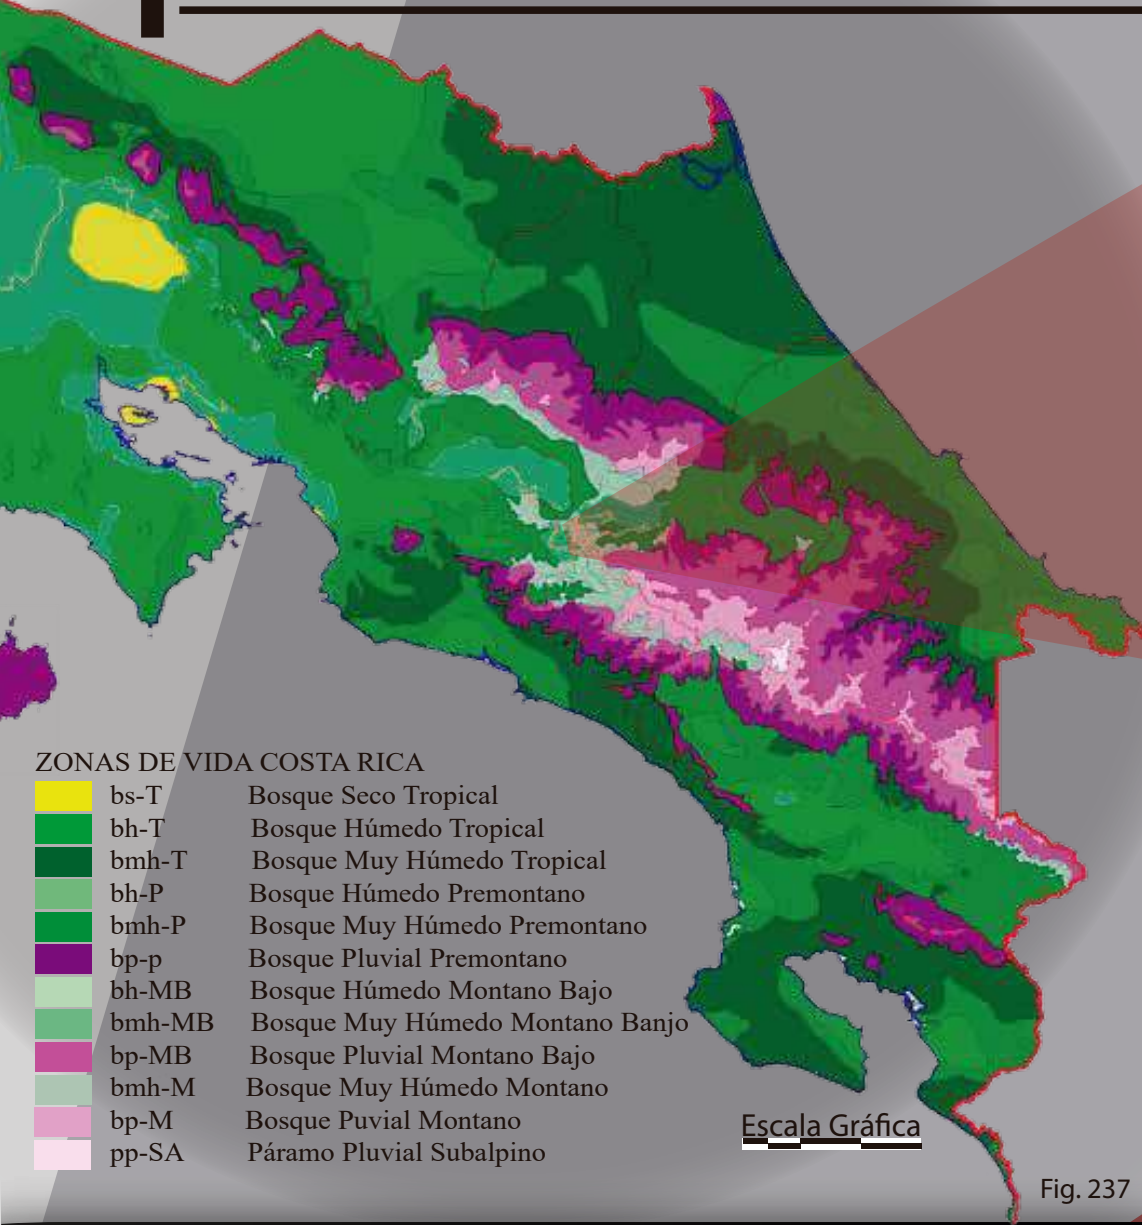 ZONAS DE VIDA COSTA RICA
bs-T Bosque Seco Tropical
bh-T Bosque Húmedo Tropical
bmh-T Bosque Muy Húmedo Tropical
bh-P Bosque Húmedo Premontano
bmh-P Bosque Muy Húmedo Premontano
bp-p Bosque Pluvial Premontano
bh-MB Bosque Húmedo Montano Bajo
bmh-MB Bosque Muy Húmedo Montano Banjo
bp-MB Bosque Pluvial Montano Bajo
bmh-M Bosque Muy Húmedo Montano
bp-M Bosque Puvial Montano
pp-SA Páramo Pluvial Subalpino
Escala Gráfica
Fig. 237